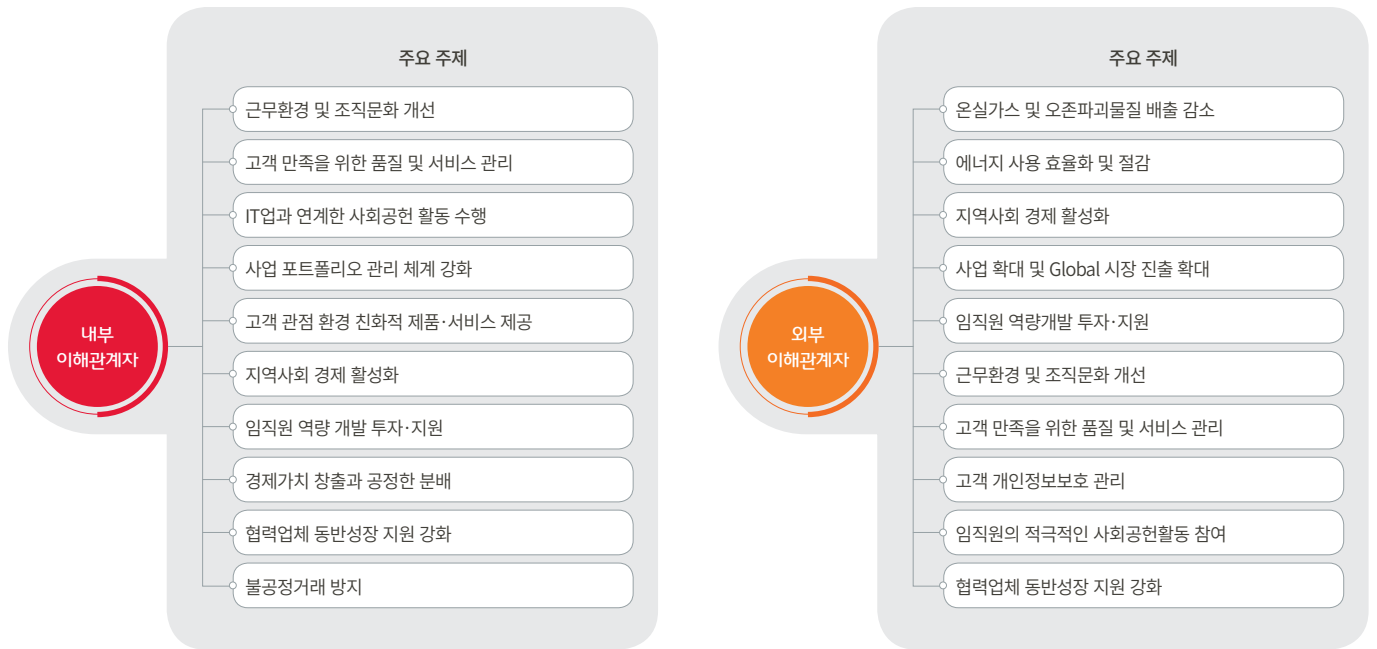 주요 주제
근무환경 및 조직문화 개선
고객 만족을 위한 품질 및 서비스 관리
IT업과 연계한 사회공헌 활동 수행
사업 포트폴리오 관리 체계 강화
고객 관점 환경 친화적 제품·서비스 제공
지역사회 경제 활성화
임직원 역량 개발 투자·지원
경제가치 창출과 공정한 분배
협력업체 동반성장 지원 강화
불공정거래 방지
내부
이해관계자
주요 주제
온실가스 및 오존파괴물질 배출 감소
에너지 사용 효율화 및 절감
지역사회 경제 활성화
사업 확대 및 Global 시장 진출 확대
임직원 역량개발 투자·지원
근무환경 및 조직문화 개선
고객 만족을 위한 품질 및 서비스 관리
고객 개인정보보호 관리
임직원의 적극적인 사회공헌활동 참여
협력업체 동반성장 지원 강화
외부
이해관계자